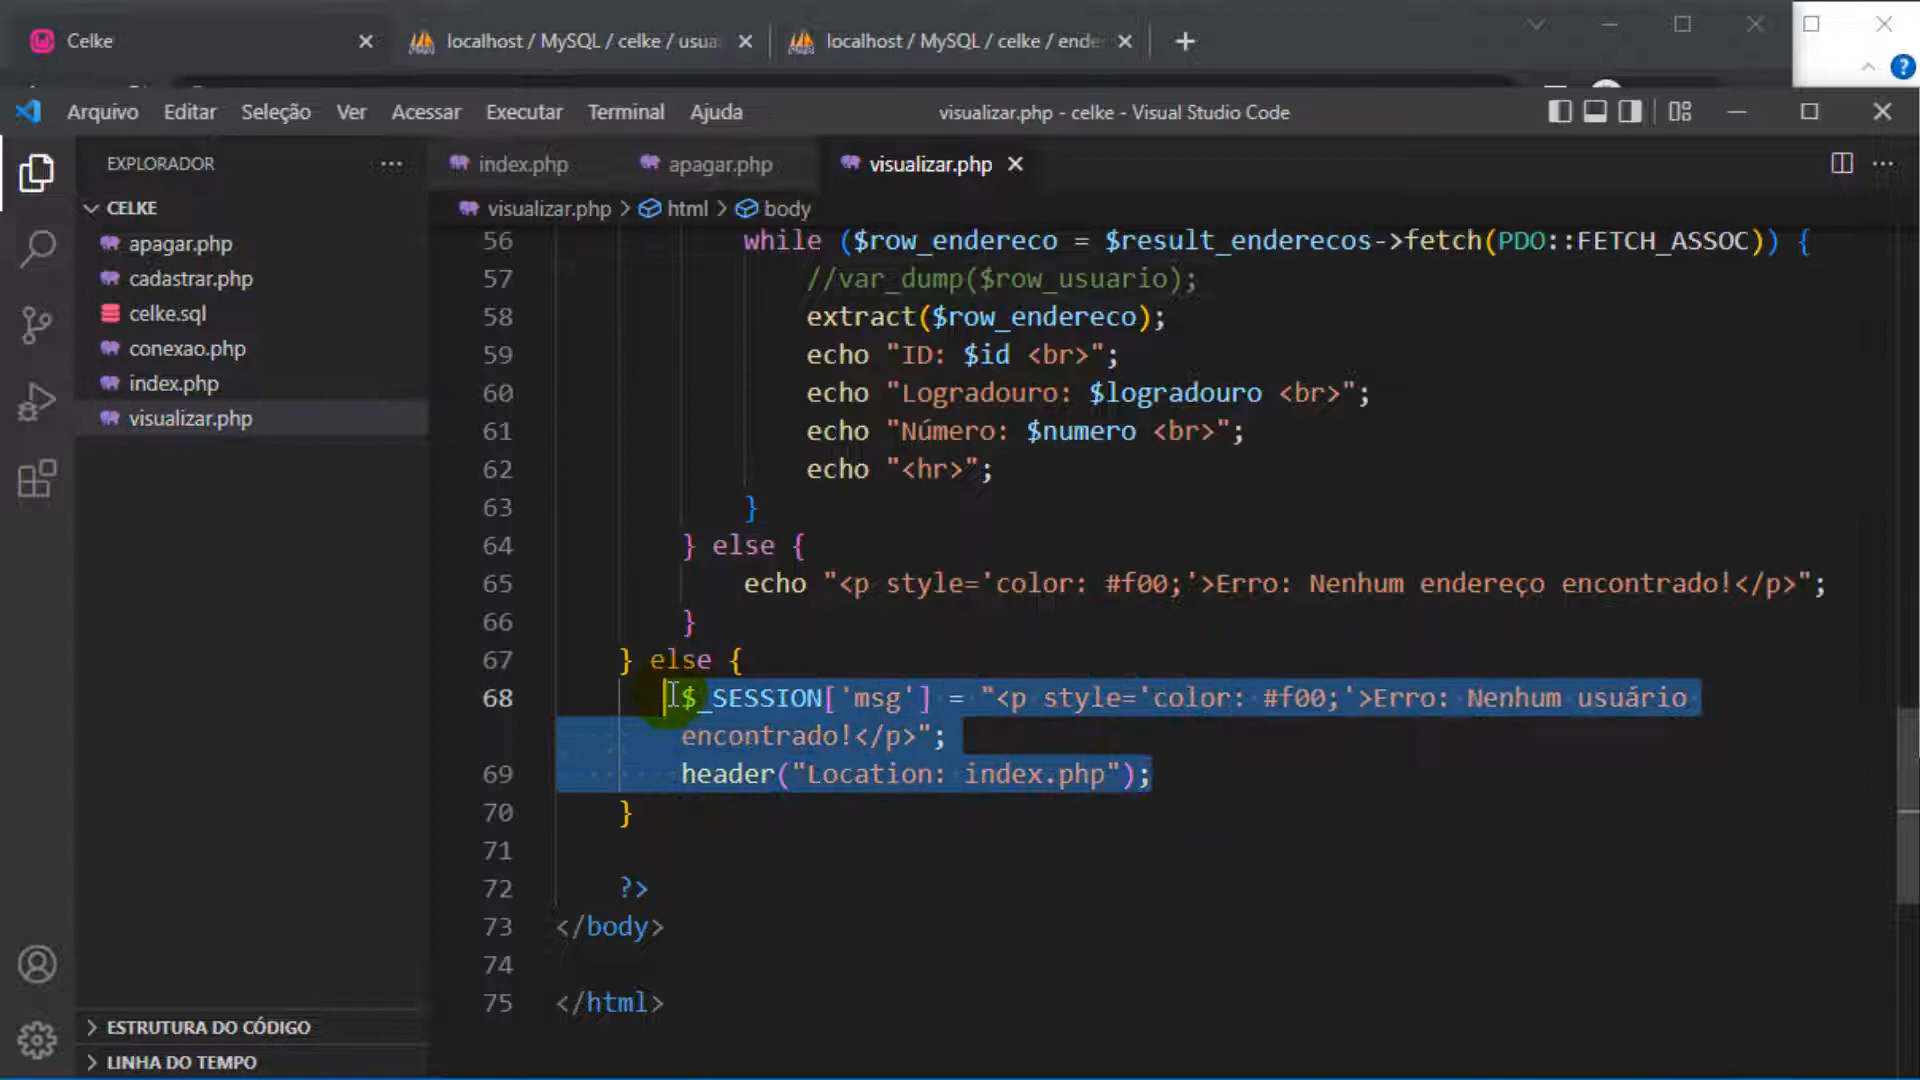 Celke
localhost / MySQL / celke / usua
localhost / MySQL / celke / ende
Arquivo Editar Seleção Ver Acessar Executar Terminal Ajuda
visualizar.php - celke - Visual Studio Code
EXPLORADOR
index.php
apagar.php
visualizar.php
CELKE
visualizar.php > html > body
apagar.php
cadastrar.php
celke.sql
conexao.php
index.php
visualizar.php
56 while ($row_endereco = $result_enderecos->fetch(PDO::FETCH_ASSOC)) {
57 //var_dump($row_usuario);
58 extract($row_endereco);
59 echo "ID: $id <br>";
60 echo "Logradouro: $logradouro <br>";
61 echo "Número: $numero <br>";
62 echo "<hr>";
63 }
64 } else {
65 echo "<p style='color: #f00;'>Erro: Nenhum endereço encontrado!</p>";
66 }
67 } else {
68 $_SESSION['msg'] = "<p style='color: #f00;'>Erro: Nenhum usuário
encontrado!</p>";
69 header("Location: index.php");
70 }
71
72 ?>
73 </body>
74
75 </html>
ESTRUTURA DO CÓDIGO
LINHA DO TEMPO